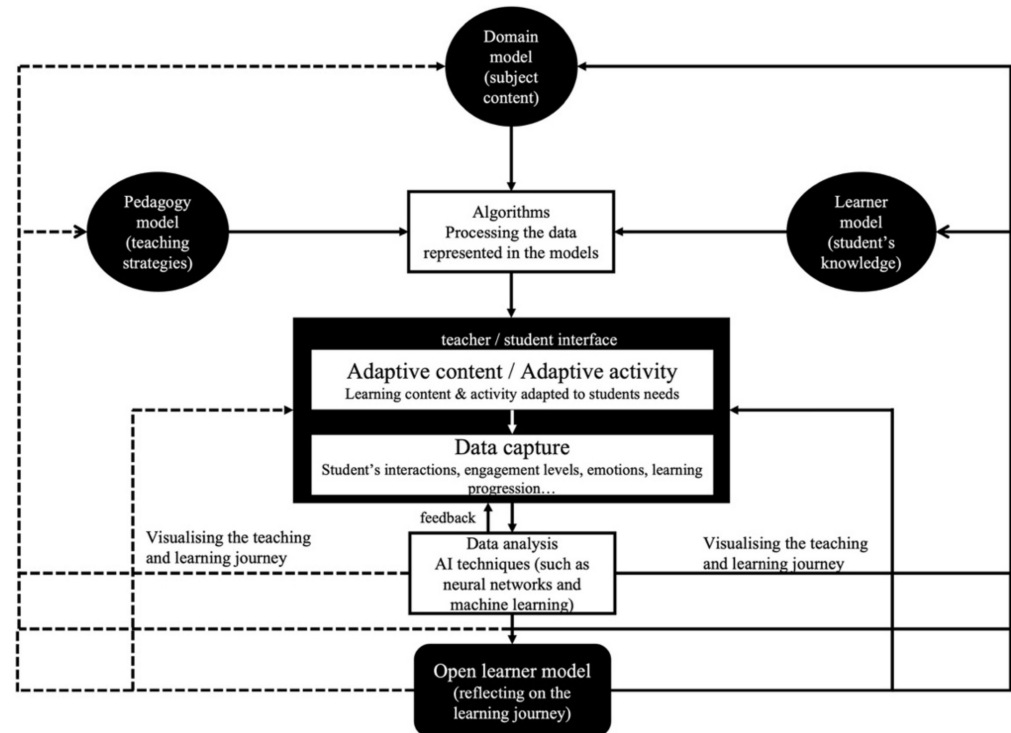 Domain
model
(subject
content)
Pedagogy
model
(teaching
strategies)
Algorithms
Processing the data
represented in the models
Learner
model
(student's
knowledge)
teacher / student interface
Adaptive content / Adaptive activity
Learning content & activity adapted to students needs
Data capture
Student's interactions, engagement levels, emotions, learning
progression...
feedback
Visualising the teaching
and learning journey
Data analysis
AI techniques (such as
neural networks and
machine learning)
Visualising the teaching
and learning journey
Open learner model
(reflecting on the
learning journey)